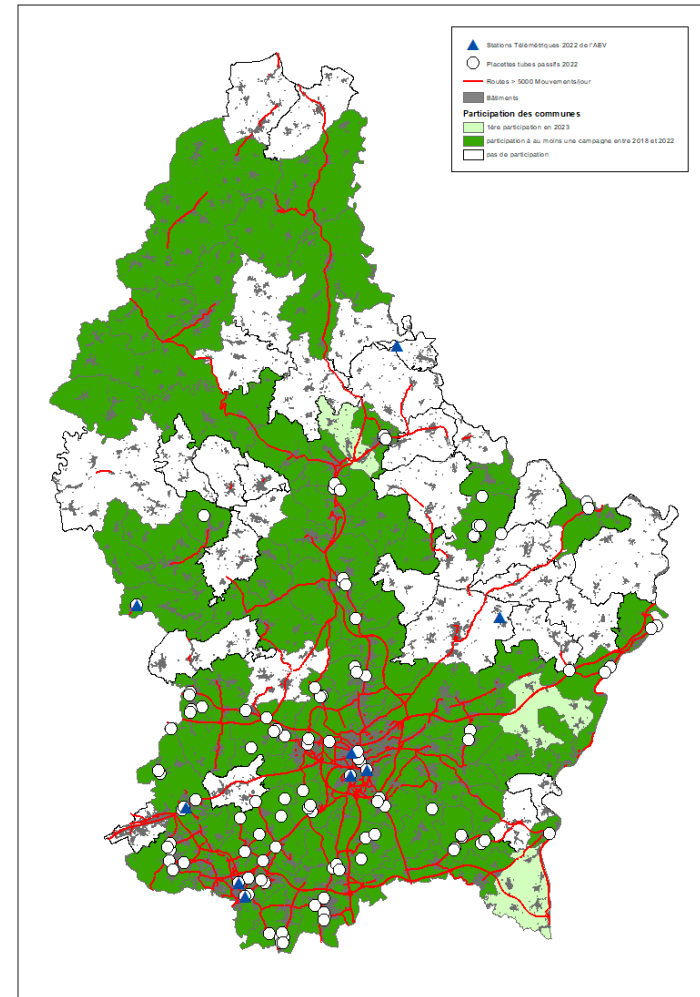 Stations Télémétriques 2022 de l'AEV
Placettes tubes passifs 2022
Routes > 5000 Mouvements/jour
Bâtiments
Participation des communes
1ère participation en 2023
participation à au moins une campagne entre 2018 et 2022
pas de participation